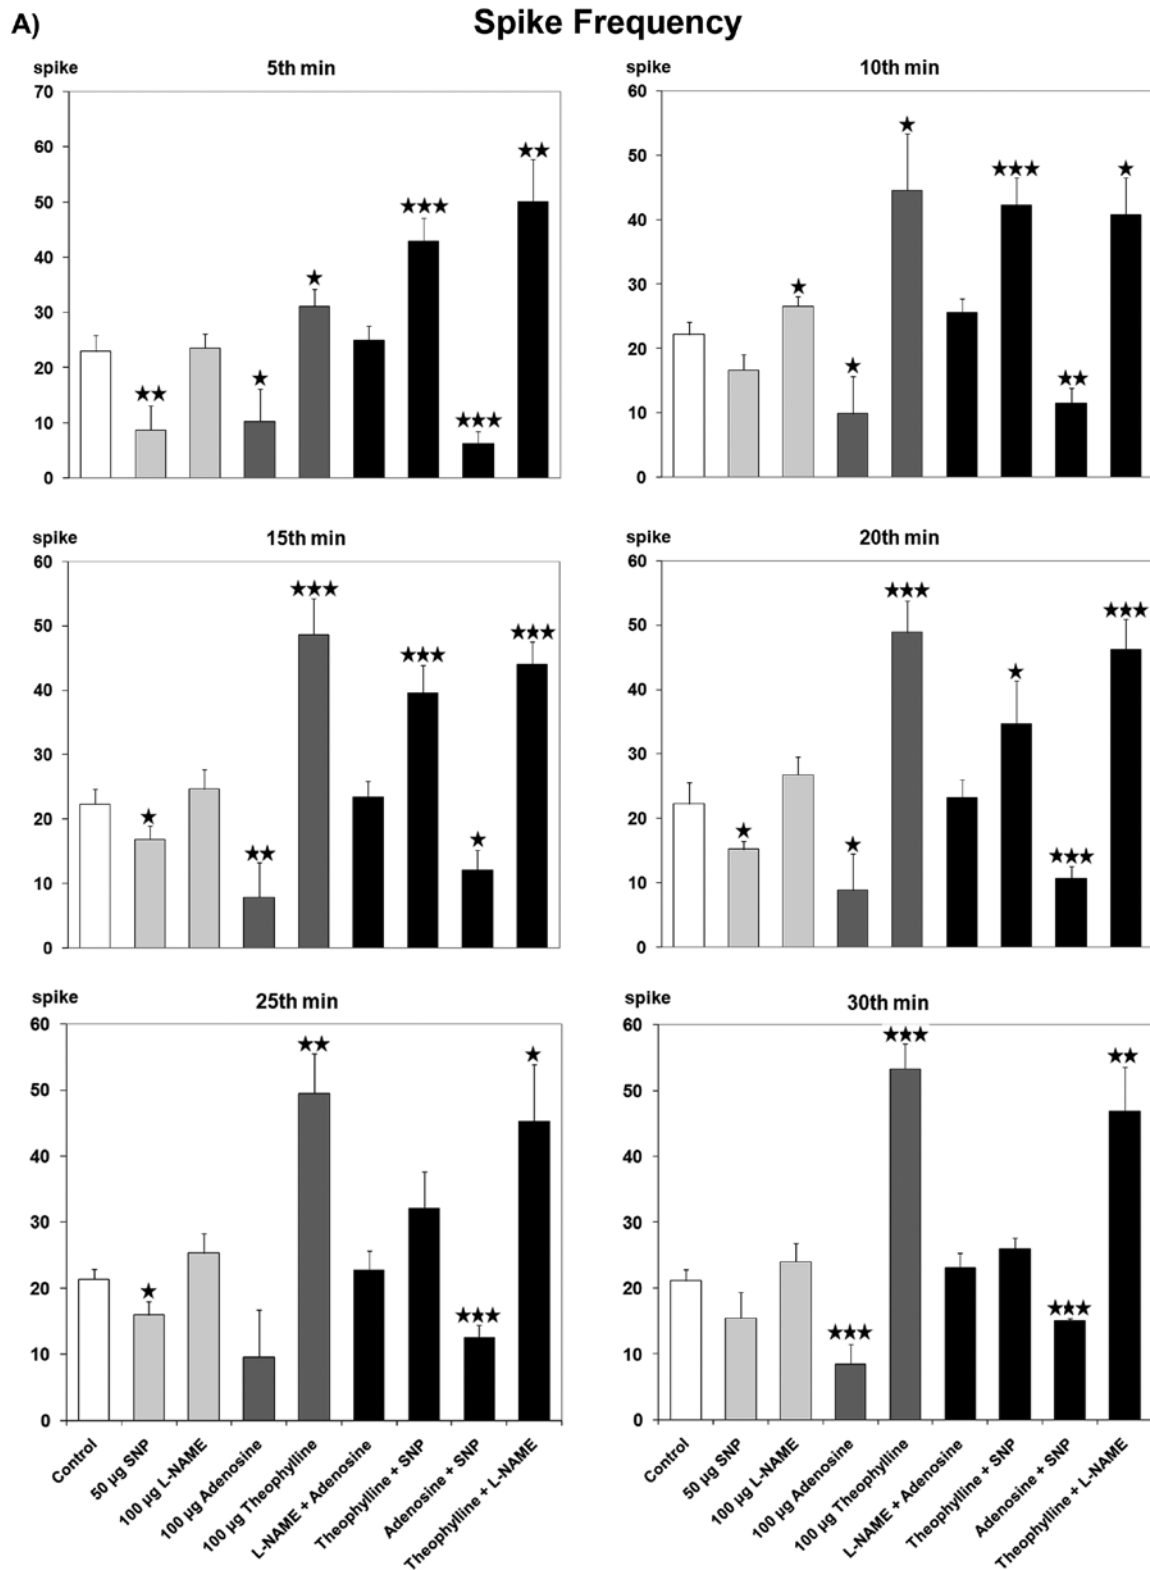 A)
Spike Frequency
spike
5th min
70
60
50
40
30
20
10
0
★★
★
★
★★★
★★★
★★
spike
10th min
60
50
40
30
20
10
0
★
★
★
★★★
★★
★
spike
15th min
60
50
40
30
20
10
0
★
★★
★★★
★★★
★
★★★
spike
20th min
60
50
40
30
20
10
0
★
★
★★★
★
★★★
★★★
spike
25th min
60
50
40
30
20
10
0
★
★★
★★★
★
Control
50 µg SNP
100 µg L-NAME
100 µg Adenosine
100 µg Theophylline
L-NAME + Adenosine
Theophylline + SNP
Adenosine + SNP
Theophylline + L-NAME
spike
30th min
60
50
40
30
20
10
0
★★★
★★★
★★★
★★
Control
50 µg SNP
100 µg L-NAME
100 µg Adenosine
100 µg Theophylline
L-NAME + Adenosine
Theophylline + SNP
Adenosine + SNP
Theophylline + L-NAME